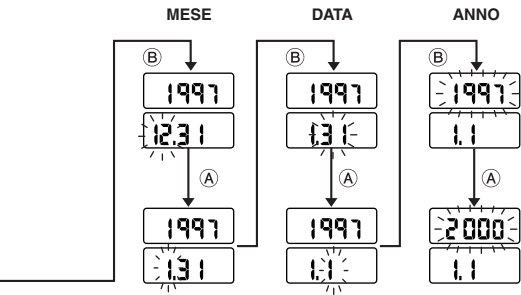 MESE DATA ANNO
B B B
1997 1997 1997
12.31 1.31 1.1
A A A
1997 1997 2000
1.31 1.1 1.1